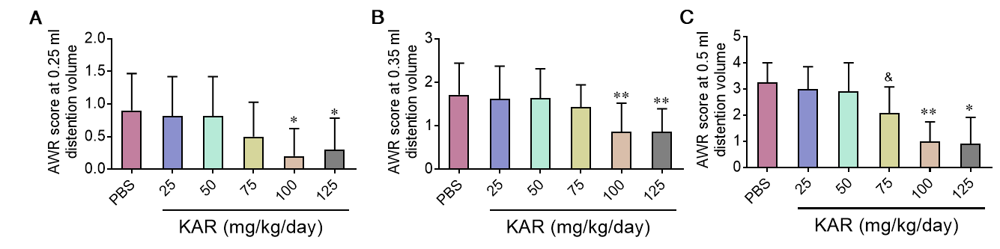 A
AWR score at 0.25 ml
distention volume
2.0
1.5
1.0
0.5
0.0
*
*
PBS
25
50
75
100
125
KAR (mg/kg/day)
B
AWR score at 0.35 ml
distention volume
3
2
1
0
**
**
PBS
25
50
75
100
125
KAR (mg/kg/day)
C
AWR score at 0.5 ml
distention volume
5
4
3
2
1
0
&
**
*
PBS
25
50
75
100
125
KAR (mg/kg/day)